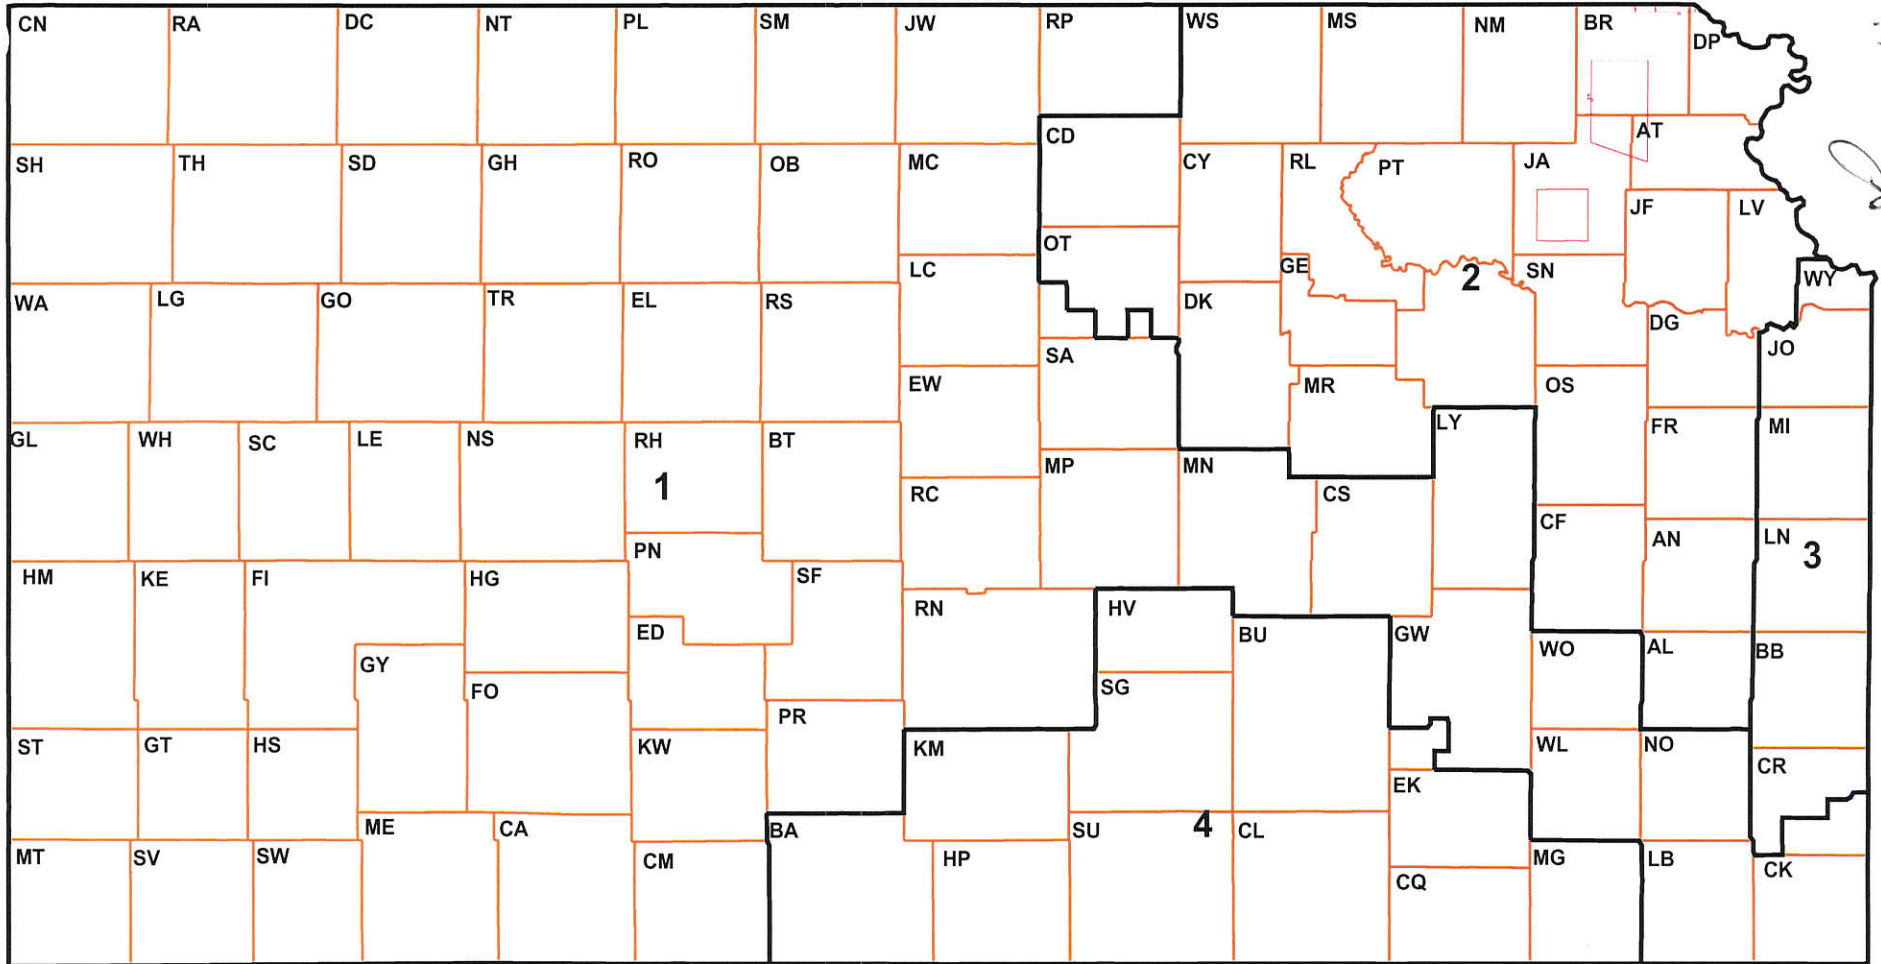 CN RA DC NT PL SM JW RP WS MS NM BR
DP
CD AT
SH TH SD GH RO OB MC CY RL PT JA
JF LV
OT
LC GE 2 SN
WY
WA LG GO TR EL RS DK
DG
SA JO
EW MR OS
GL WH SC LE NS RH BT LY FR MI
MP MN
1 RC CS
CF
AN LN 3
PN
HM KE FI HG SF
RN HV
ED BU GW
WO AL BB
GY
FO SG
PR
ST GT HS KW KM WL NO
CR
EK
ME CA BA SU 4 CL
MT SV SW CM HP MG LB
CK
CQ